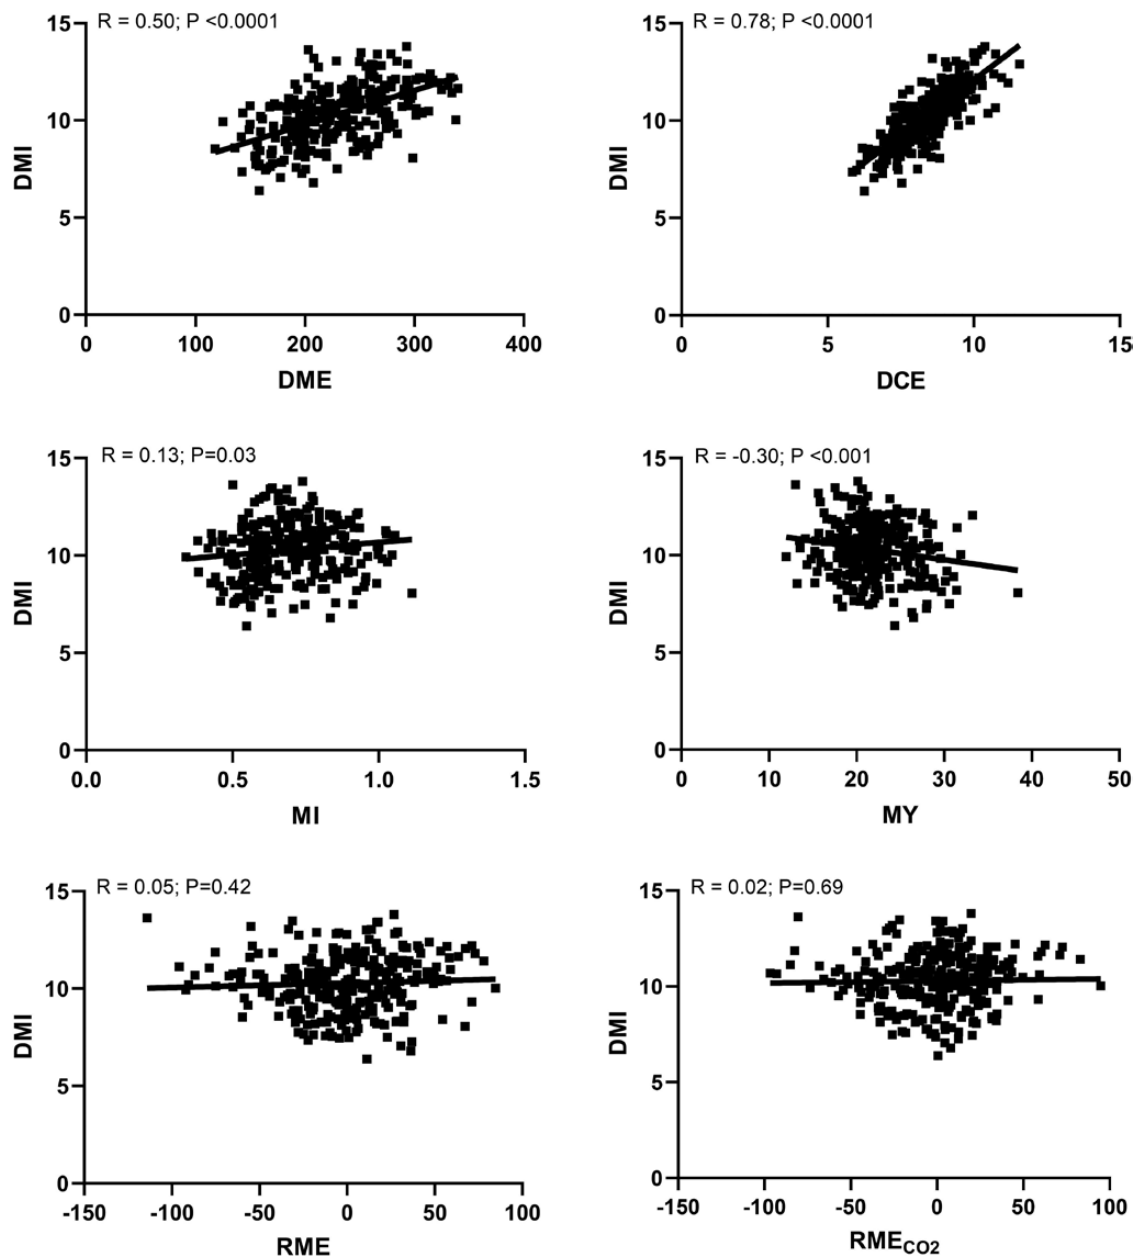 R = 0.50; P <0.0001
15
10
5
0
DMI
0 100 200 300 400
DME
R = 0.78; P <0.0001
15
10
5
0
DMI
0 5 10 15
DCE
R = 0.13; P=0.03
15
10
5
0
DMI
0.0 0.5 1.0 1.5
MI
R = -0.30; P <0.001
15
10
5
0
DMI
0 10 20 30 40 50
MY
R = 0.05; P=0.42
15
10
5
0
DMI
-150 -100 -50 0 50 100
RME
R = 0.02; P=0.69
15
10
5
0
DMI
-150 -100 -50 0 50 100
RME_CO2